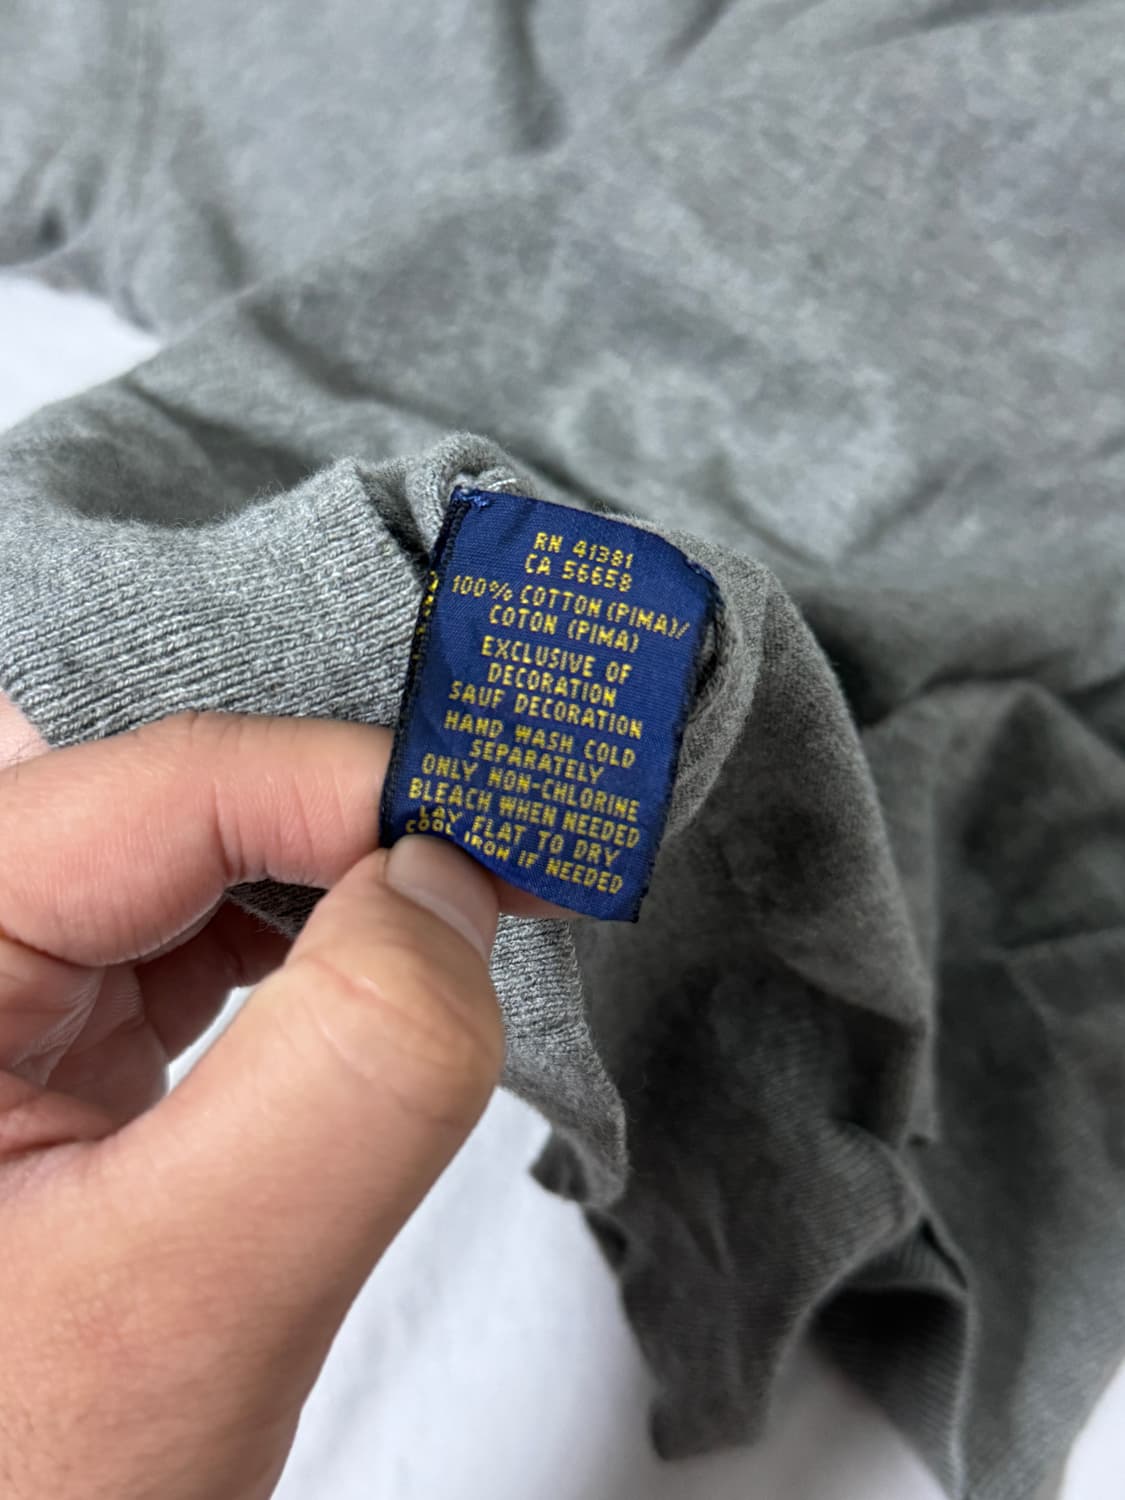 RN 41381
CA 56658
100% COTTON (PIMA)/
COTON (PIMA)
EXCLUSIVE OF
DECORATION
SAUF DECORATION
HAND WASH COLD
SEPARATELY
ONLY NON-CHLORINE
BLEACH WHEN NEEDED
LAY FLAT TO DRY
COOL IRON IF NEEDED